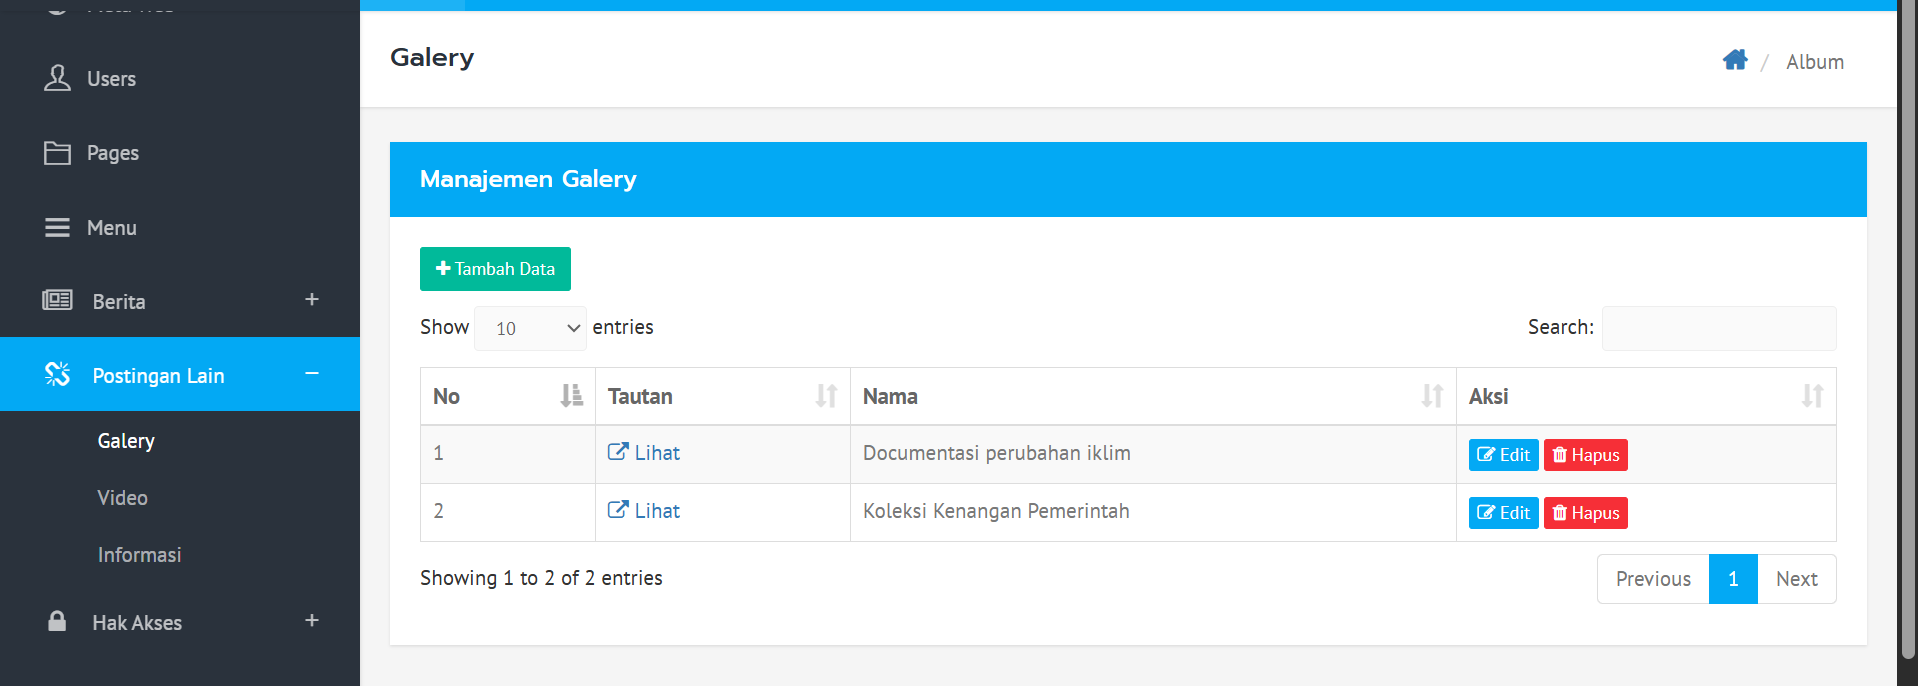 Users
Pages
Menu
Berita
Postingan Lain
Galery
Video
Informasi
Hak Akses
Galery
/ Album
Manajemen Galery
Tambah Data
Show 10 entries
Search:
No Tautan Nama Aksi
1 Lihat Documentasi perubahan iklim Edit Hapus
2 Lihat Koleksi Kenangan Pemerintah Edit Hapus
Showing 1 to 2 of 2 entries
Previous 1 Next